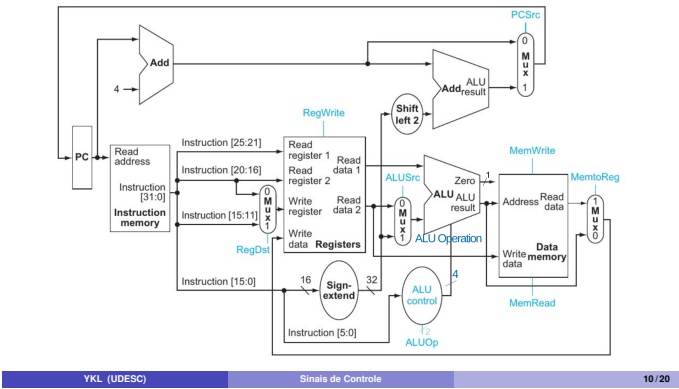 PCSrc
0
M
u
x
1
Add
4
Add ALU
result
Shift
left 2
RegWrite
PC
Read
address
Instruction
[31:0]
Instruction
memory
Instruction [25:21]
Instruction [20:16]
Instruction [15:11]
0
M
u
x
1
RegDst
Read
register 1
Read
data 1
Read
register 2
Write
register
Read
data 2
Write
data
Registers
ALUSrc
0
M
u
x
1
Zero
1
ALU ALU
result
ALU Operation
MemWrite
Address
Read
data
Write
data
Data
memory
MemRead
MemtoReg
1
M
u
x
0
Instruction [15:0]
16
Sign-
extend
32
ALU
control
4
Instruction [5:0]
2
ALUOp
YKL (UDESC)
Sinais de Controle
10/20